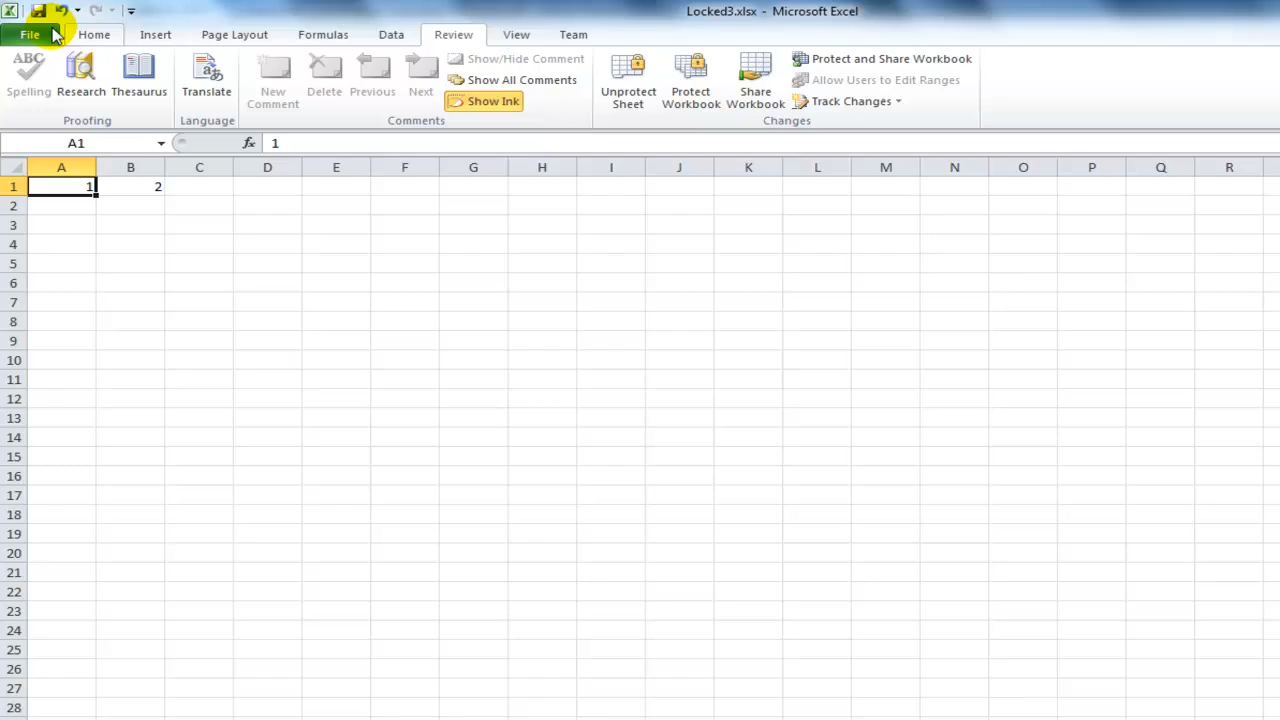 Locked3.xlsx - Microsoft Excel
File Home Insert Page Layout Formulas Data Review View Team
ABC
Spelling Research Thesaurus
Proofing
Translate
Language
New Comment Delete Previous Next
Show/Hide Comment
Show All Comments
Show Ink
Comments
Unprotect Sheet Protect Workbook Share Workbook
Protect and Share Workbook
Allow Users to Edit Ranges
Track Changes
Changes
A1 fx 1
A B C D E F G H I J K L M N O P Q R
1 1 2
2
3
4
5
6
7
8
9
10
11
12
13
14
15
16
17
18
19
20
21
22
23
24
25
26
27
28